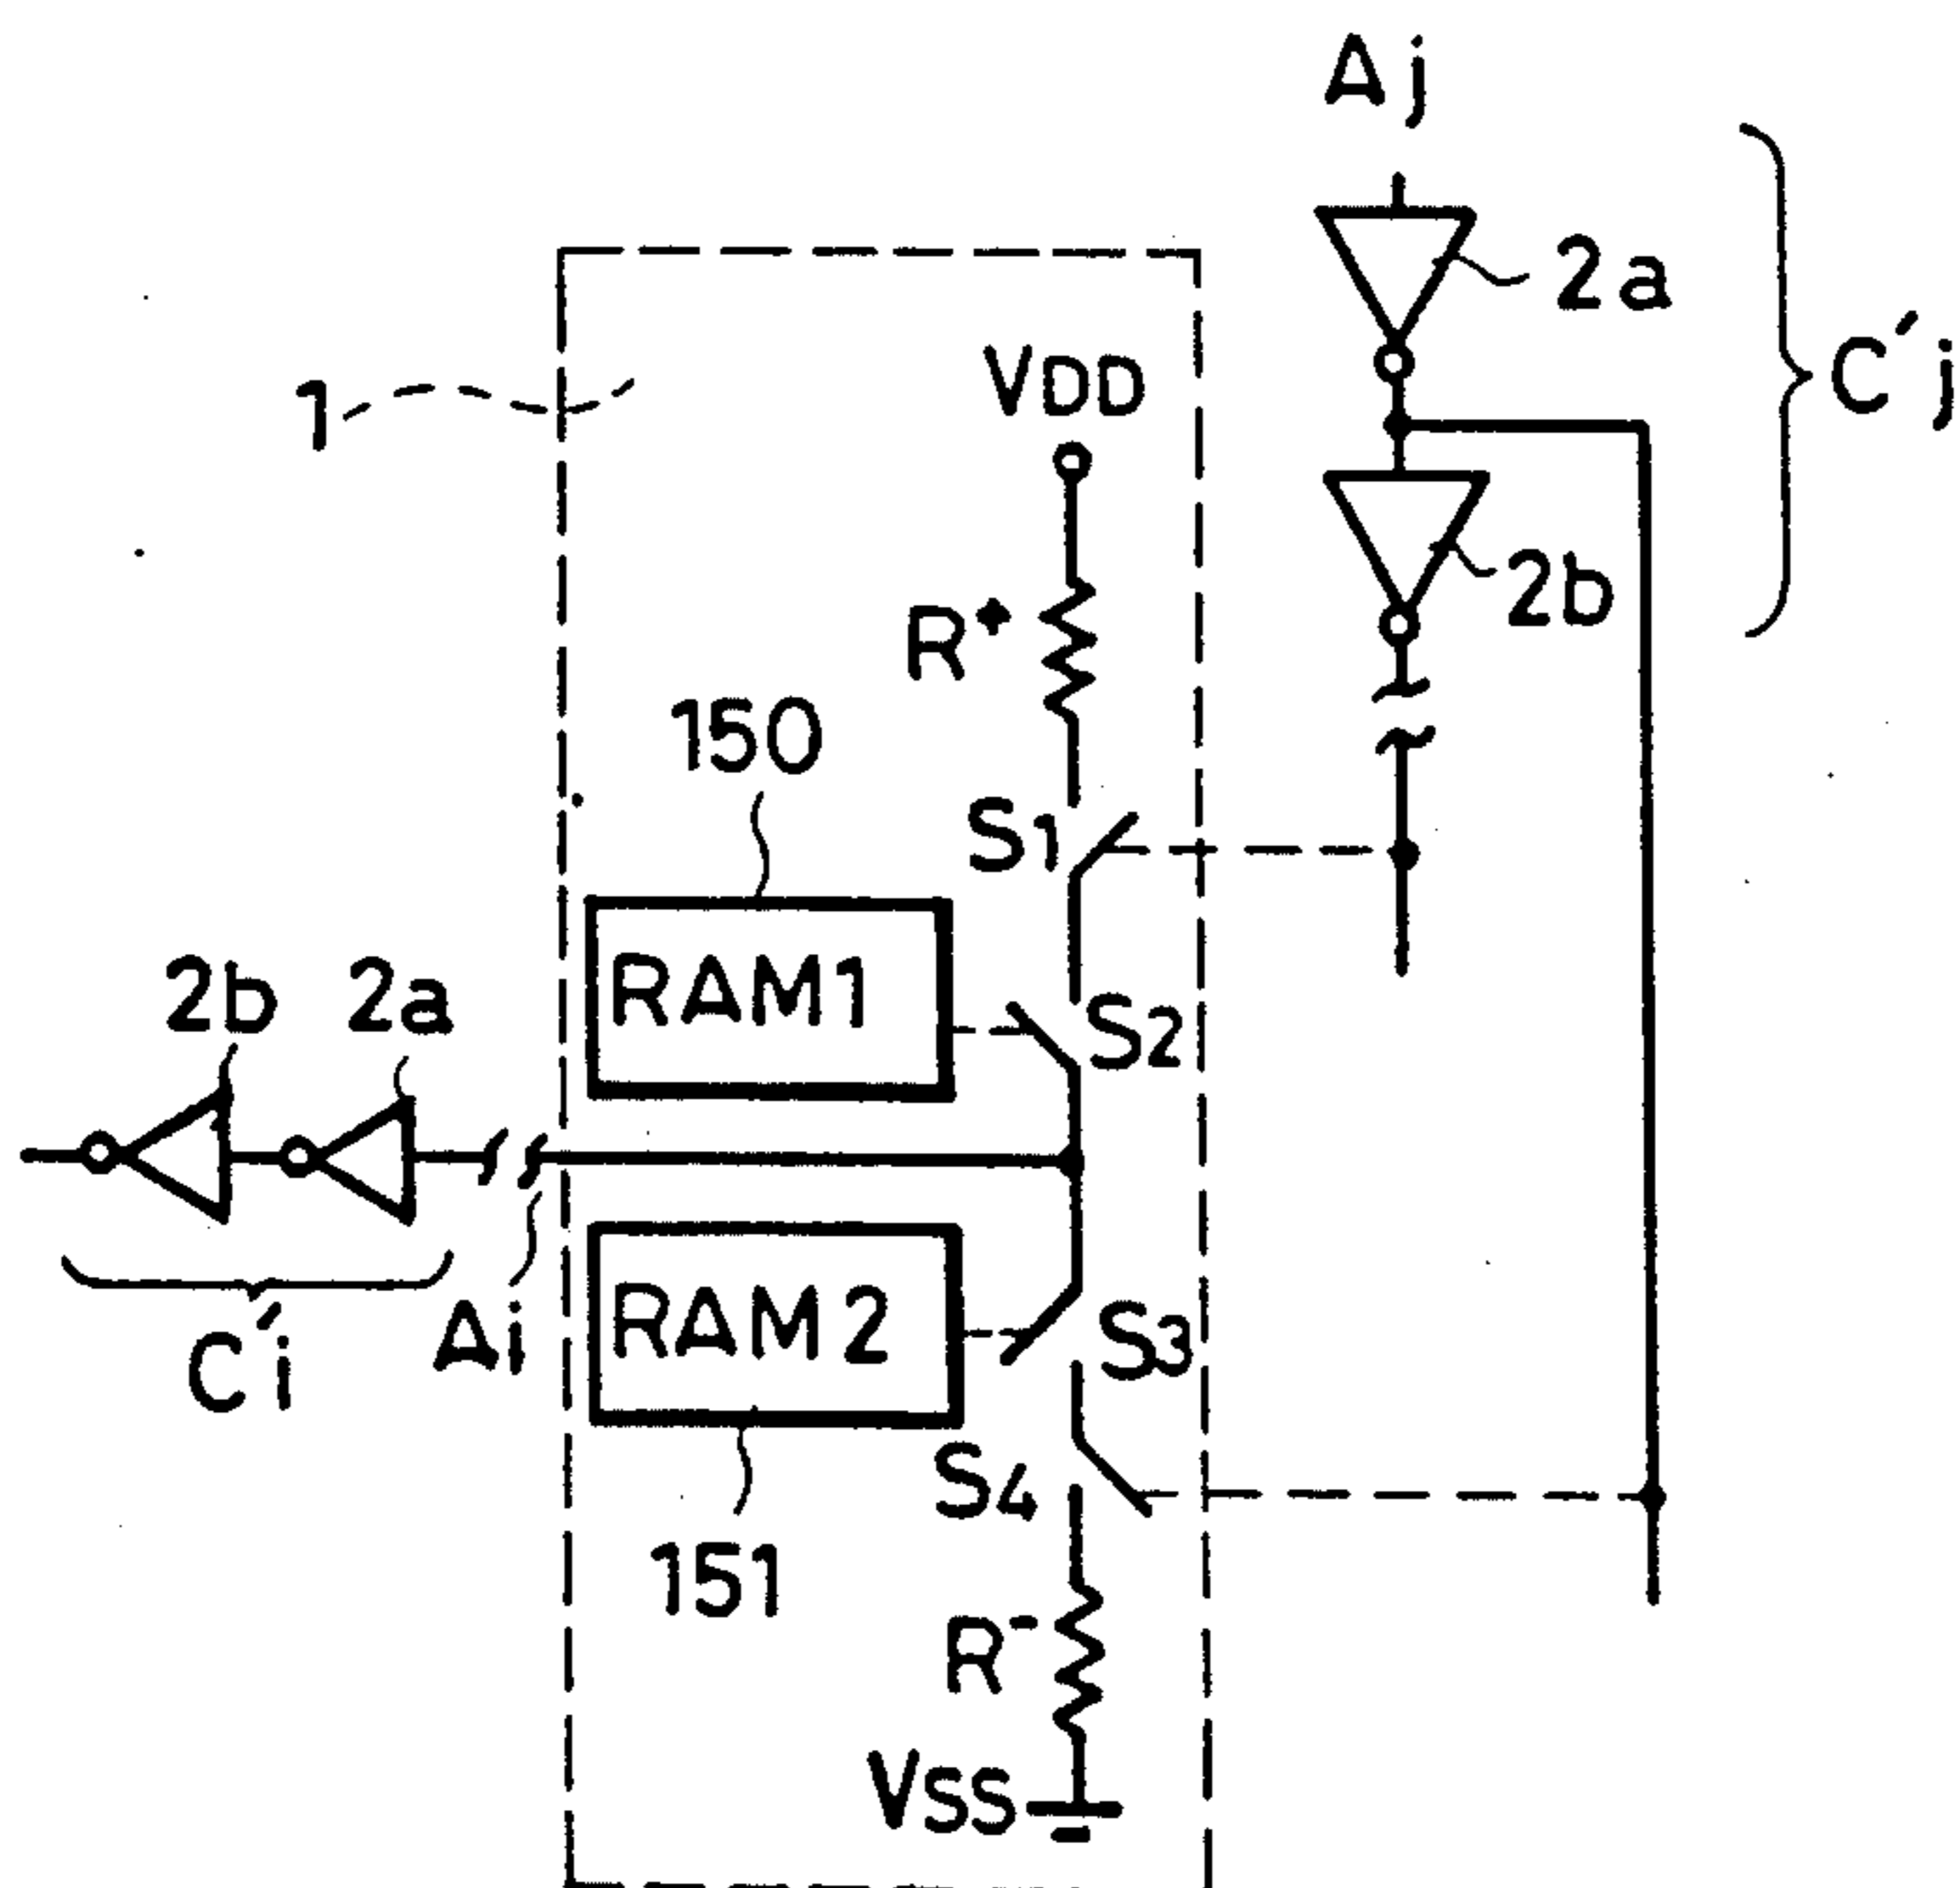 Aj
2a
C'j
1
VDD
2b
R+
150
S1
RAM1
S2
2b 2a
RAM2
S3
C'i
Ai
S4
151
R-
VSS